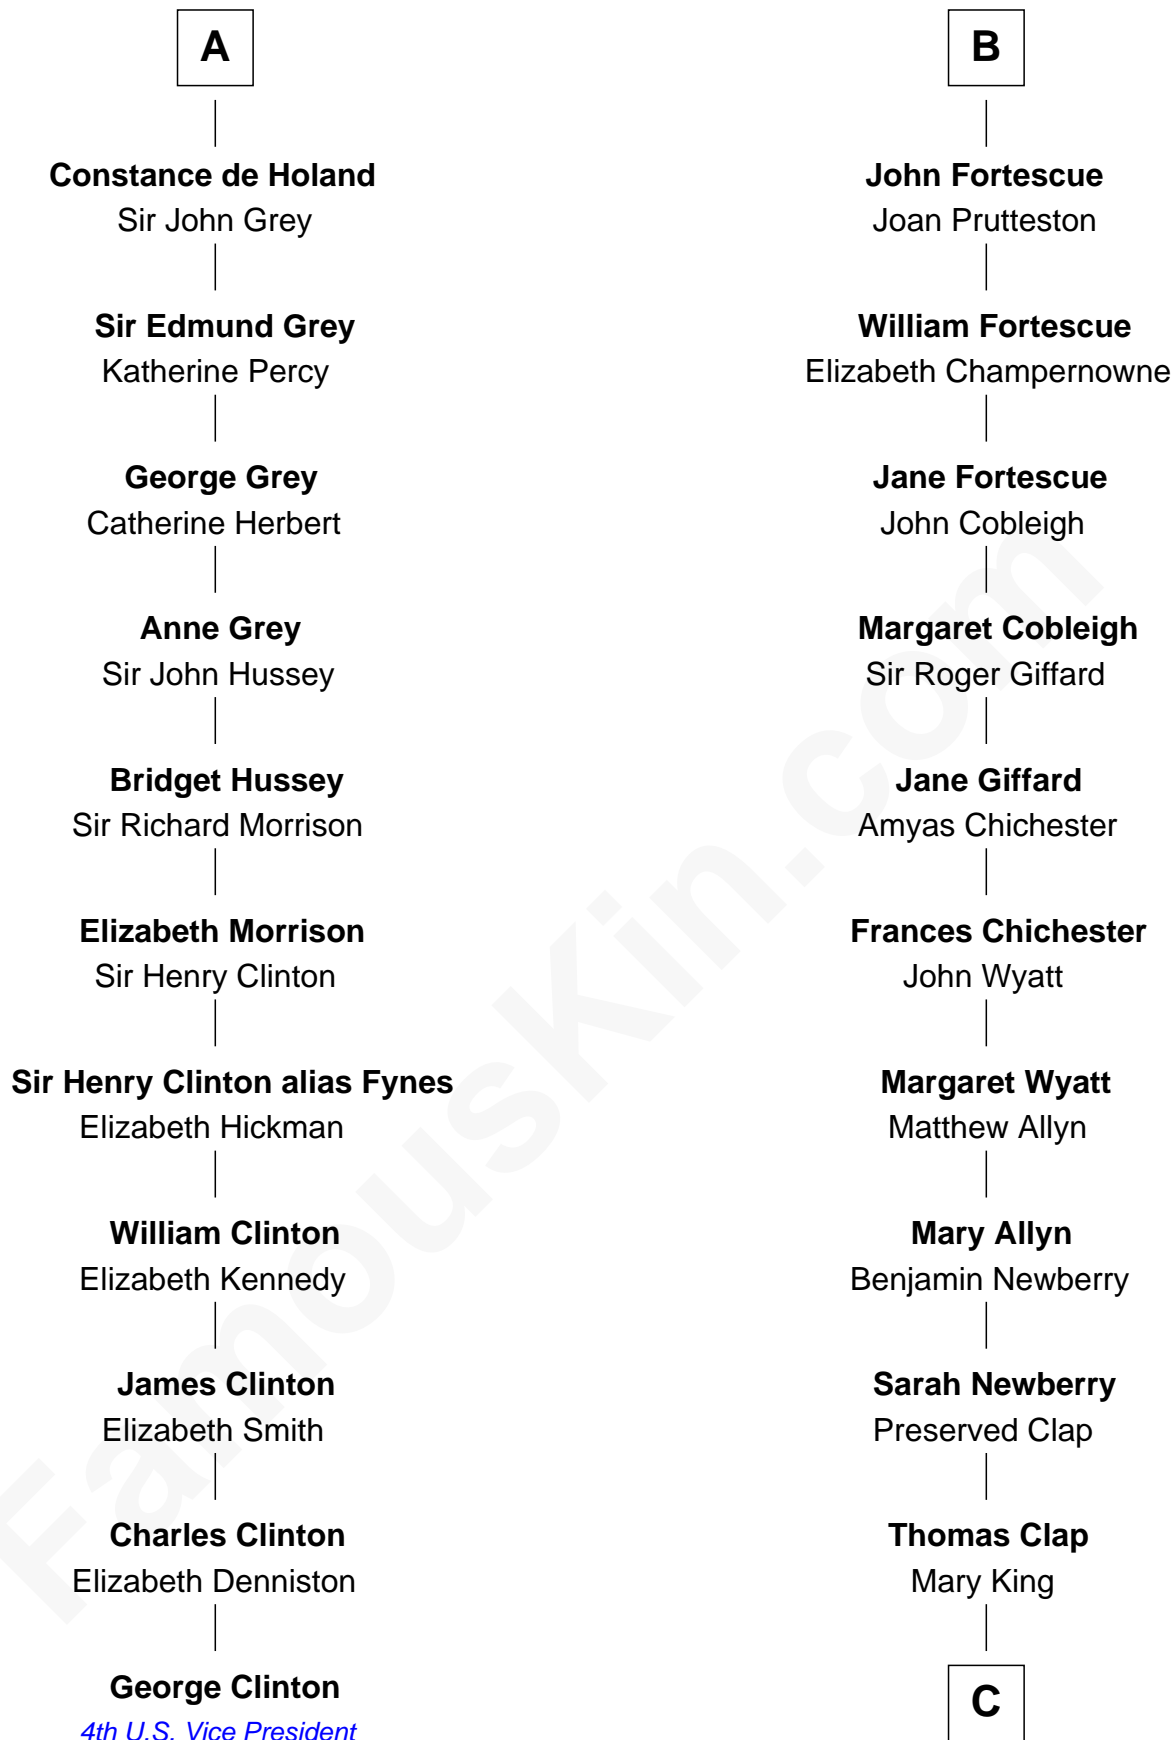 A
Constance de Holand
Sir John Grey
Sir Edmund Grey
Katherine Percy
George Grey
Catherine Herbert
Anne Grey
Sir John Hussey
Bridget Hussey
Sir Richard Morrison
Elizabeth Morrison
Sir Henry Clinton
Sir Henry Clinton alias Fynes
Elizabeth Hickman
William Clinton
Elizabeth Kennedy
James Clinton
Elizabeth Smith
Charles Clinton
Elizabeth Denniston
George Clinton
4th U.S. Vice President
B
John Fortescue
Joan Prutteston
William Fortescue
Elizabeth Champernowne
Jane Fortescue
John Cobleigh
Margaret Cobleigh
Sir Roger Giffard
Jane Giffard
Amyas Chichester
Frances Chichester
John Wyatt
Margaret Wyatt
Matthew Allyn
Mary Allyn
Benjamin Newberry
Sarah Newberry
Preserved Clap
Thomas Clap
Mary King
C
FamousKin.com